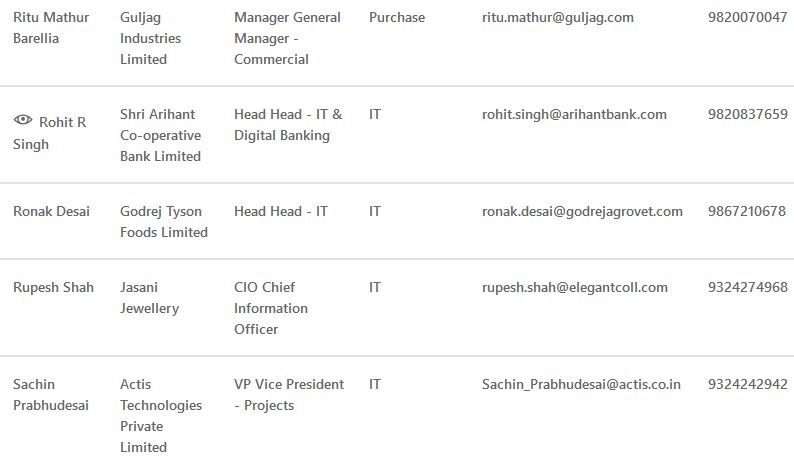 Ritu Mathur Guljag Manager General Purchase ritu.mathur@guljag.com 9820070047
Barellia Industries Manager -
Limited Commercial
Rohit R Shri Arihant Head Head - IT & IT rohit.singh@arihantbank.com 9820837659
Singh Co-operative Digital Banking
Bank Limited
Ronak Desai Godrej Tyson Head Head - IT IT ronak.desai@godrejagrovet.com 9867210678
Foods Limited
Rupesh Shah Jasani CIO Chief IT rupesh.shah@elegantcoll.com 9324274968
Jewellery Information
Officer
Sachin Actis VP Vice President IT Sachin_Prabhudesai@actis.co.in 9324242942
Prabhudesai Technologies - Projects
Private
Limited